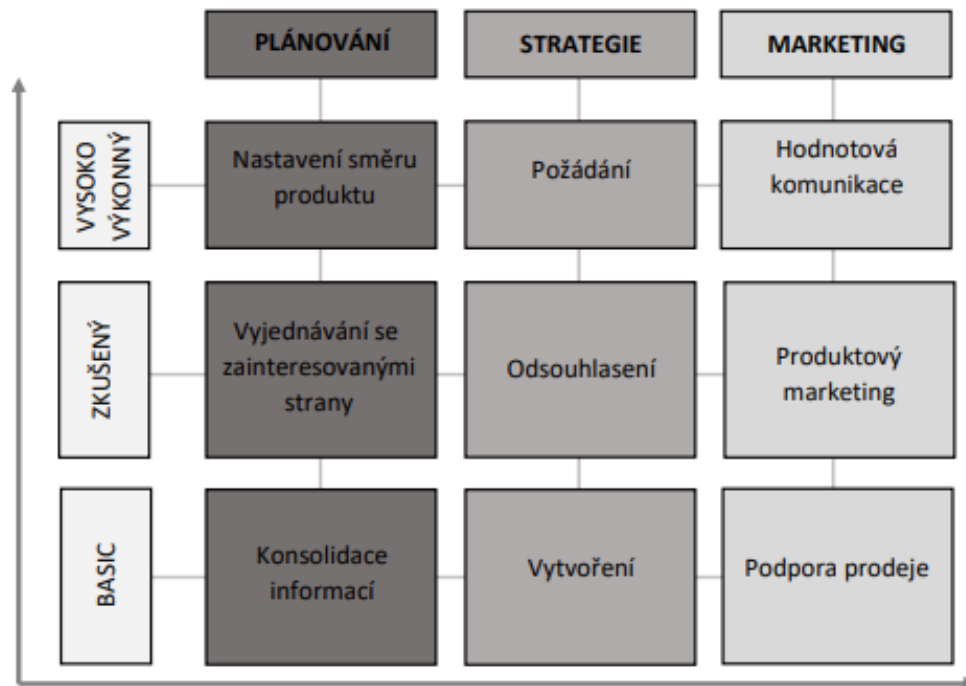 PLÁNOVÁNÍ
STRATEGIE
MARKETING
VYSOKO
VÝKONNÝ
Nastavení směru
produktu
Požádání
Hodnotová
komunikace
ZKUŠENÝ
Vyjednávání se
zainteresovanými
strany
Odsouhlasení
Produktový
marketing
BASIC
Konsolidace
informací
Vytvoření
Podpora prodeje